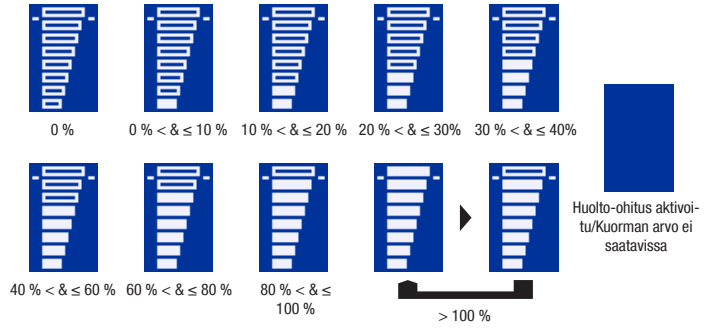 0 %
0 % < & ≤ 10 %
10 % < & ≤ 20 %
20 % < & ≤ 30%
30 % < & ≤ 40%
Huolto-ohitus aktivoi-
tu/Kuorman arvo ei
saatavissa
40 % < & ≤ 60 %
60 % < & ≤ 80 %
80 % < & ≤
100 %
> 100 %